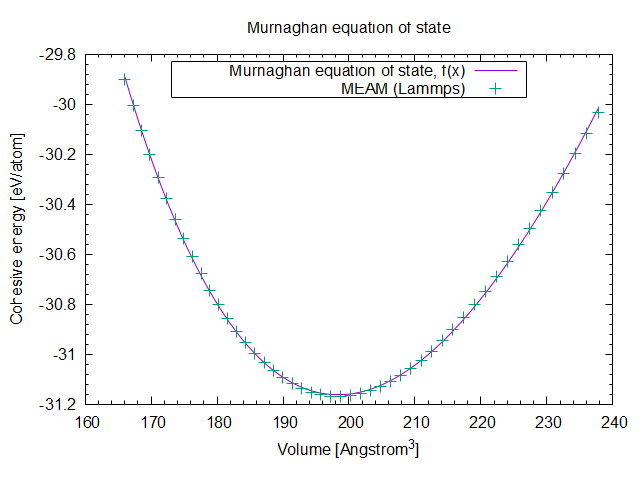 Murnaghan equation of state
Murnaghan equation of state, f(x)
MEAM (Lammps)
Cohesive energy [eV/atom]
-29.8
-30
-30.2
-30.4
-30.6
-30.8
-31
-31.2
160 170 180 190 200 210 220 230 240
Volume [Angstrom³]